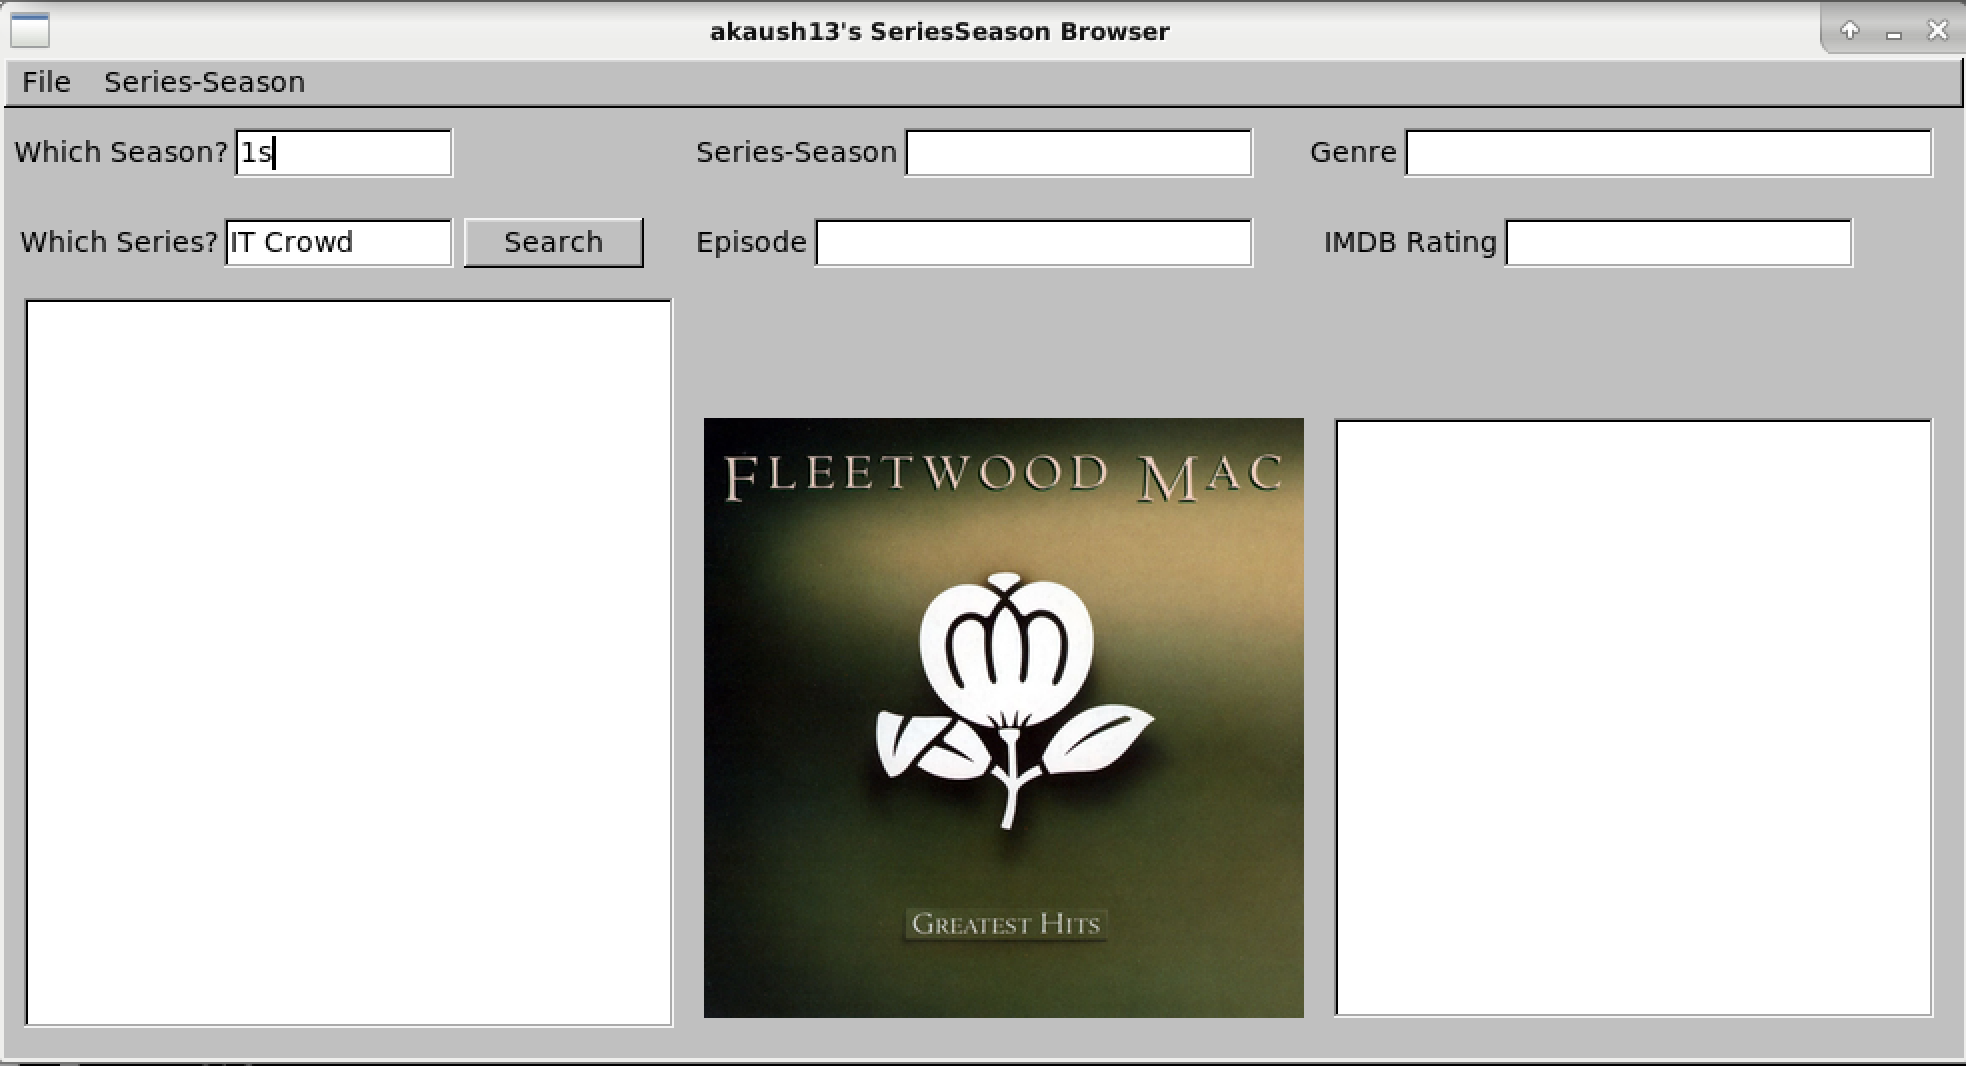 akaush13's SeriesSeason Browser
File Series-Season
Which Season? 1s Series-Season Genre
Which Series? IT Crowd Search Episode IMDB Rating
FLEETWOOD MAC
GREATEST HITS